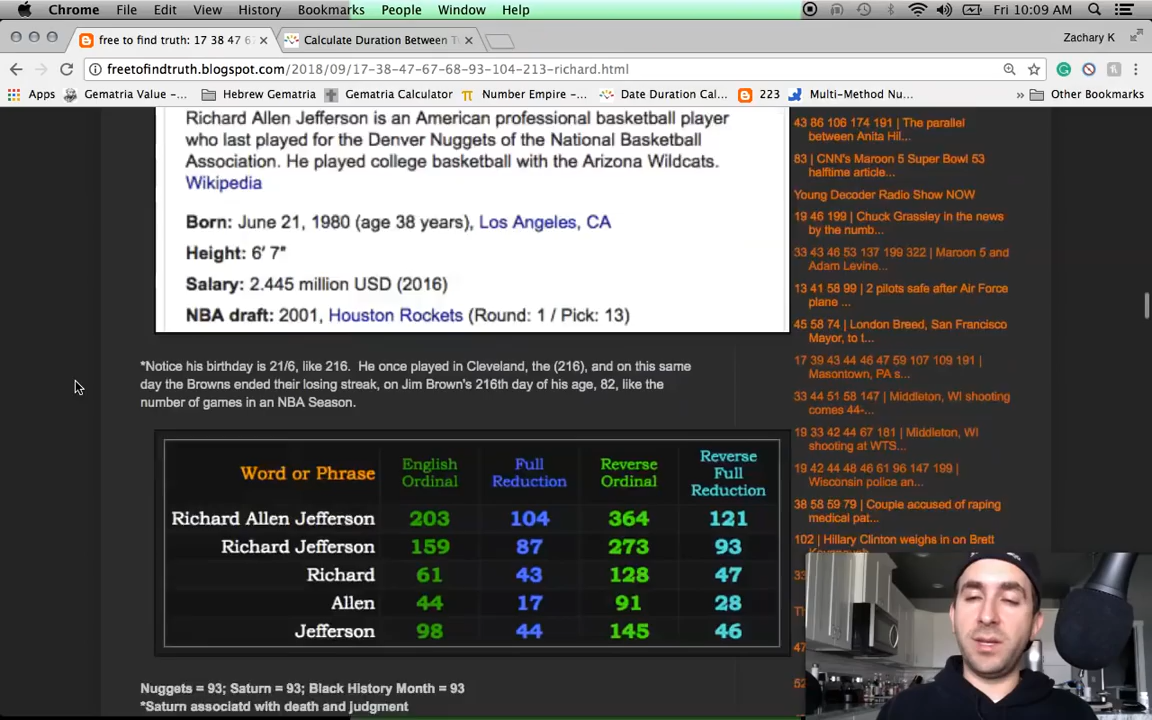 Chrome File Edit View History Bookmarks People Window Help Fri 10:09 AM
free to find truth: 17 38 47 67 Calculate Duration Between T Zachary K
freetofindtruth.blogspot.com/2018/09/17-38-47-67-68-93-104-213-richard.html
Apps Gematria Value -... Hebrew Gematria Gematria Calculator Number Empire -... Date Duration Cal... 223 Multi-Method Nu... » Other Bookmarks
Richard Allen Jefferson is an American professional basketball player
who last played for the Denver Nuggets of the National Basketball
Association. He played college basketball with the Arizona Wildcats.
Wikipedia
Born: June 21, 1980 (age 38 years), Los Angeles, CA
Height: 6′ 7″
Salary: 2.445 million USD (2016)
NBA draft: 2001, Houston Rockets (Round: 1 / Pick: 13)
*Notice his birthday is 21/6, like 216. He once played in Cleveland, the (216), and on this same
day the Browns ended their losing streak, on Jim Brown's 216th day of his age, 82, like the
number of games in an NBA Season.
Word or Phrase English Ordinal Full Reduction Reverse Ordinal Reverse Full Reduction
Richard Allen Jefferson 203 104 364 121
Richard Jefferson 159 87 273 93
Richard 61 43 128 47
Allen 44 17 91 28
Jefferson 98 44 145 46
Nuggets = 93; Saturn = 93; Black History Month = 93
*Saturn associatd with death and judgment
43 86 106 174 191 | The parallel
between Anita Hil...
83 | CNN's Maroon 5 Super Bowl 53
halftime article...
Young Decoder Radio Show NOW
19 46 199 | Chuck Grassley in the news
by the numb...
33 43 46 53 137 199 322 | Maroon 5 and
Adam Levine...
13 41 58 99 | 2 pilots safe after Air Force
plane ...
45 58 74 | London Breed, San Francisco
Mayor, to t...
17 39 43 44 46 47 59 107 109 191 |
Masontown, PA s...
33 44 51 58 147 | Middleton, WI shooting
comes 44-...
19 33 42 44 67 181 | Middleton, WI
shooting at WTS...
19 42 44 48 46 61 96 147 199 |
Wisconsin police an...
38 58 59 79 | Couple accused of raping
medical pat...
102 | Hillary Clinton weighs in on Brett